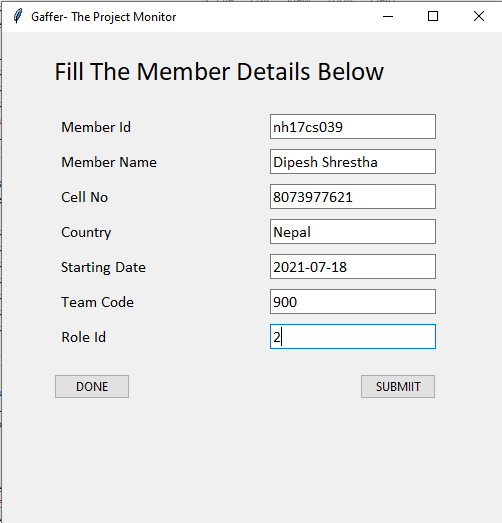 Gaffer- The Project Monitor
Fill The Member Details Below
Member Id nh17cs039
Member Name Dipesh Shrestha
Cell No 8073977621
Country Nepal
Starting Date 2021-07-18
Team Code 900
Role Id 2
DONE SUBMIIT